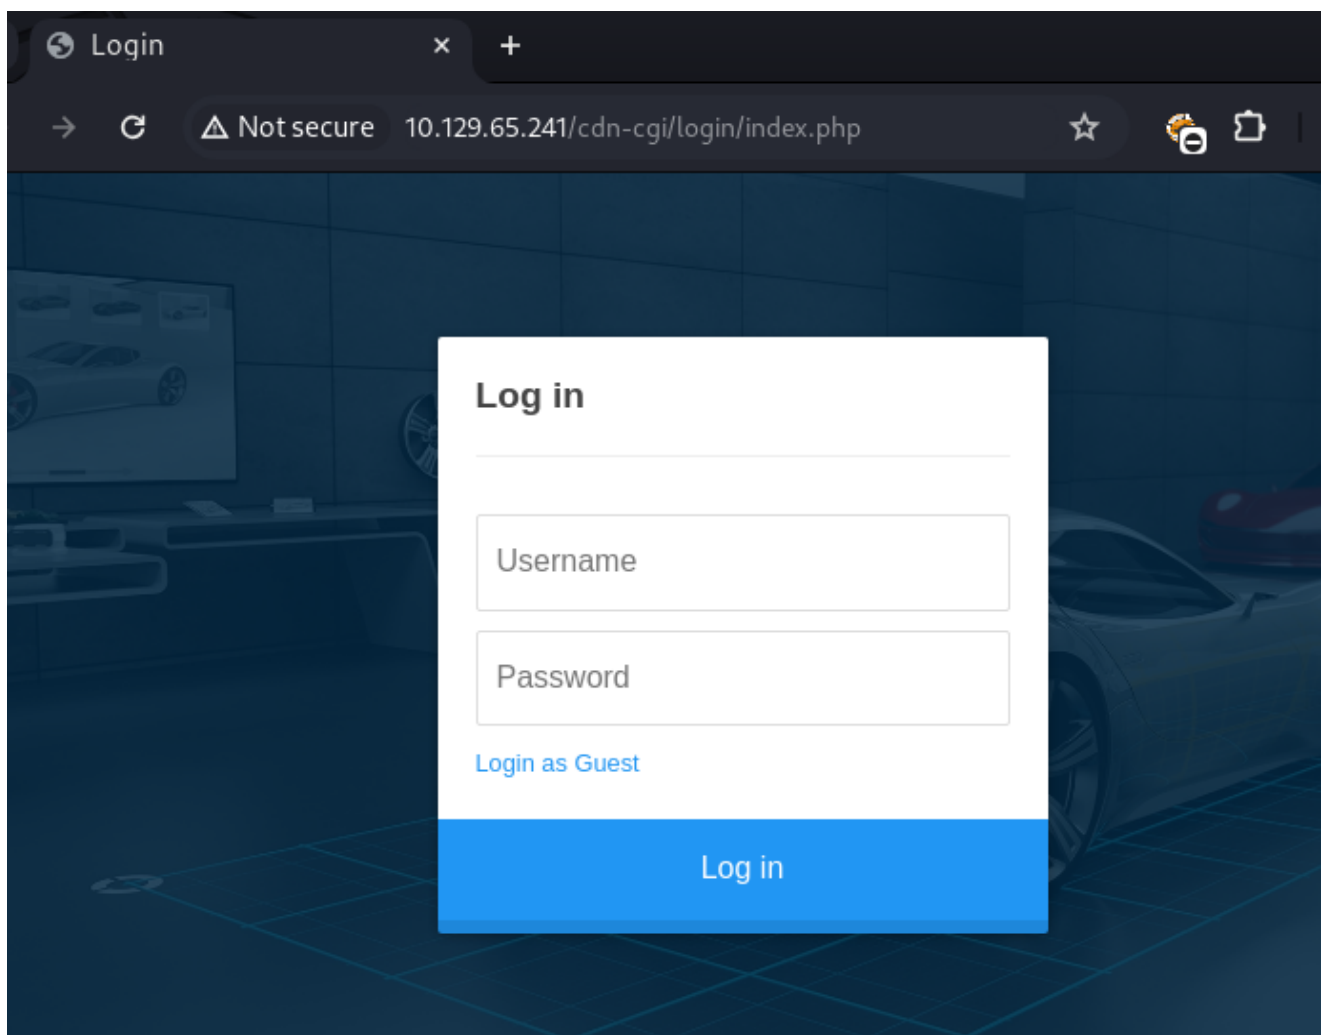 Login
Not secure 10.129.65.241/cdn-cgi/login/index.php
Log in
Username
Password
Login as Guest
Log in